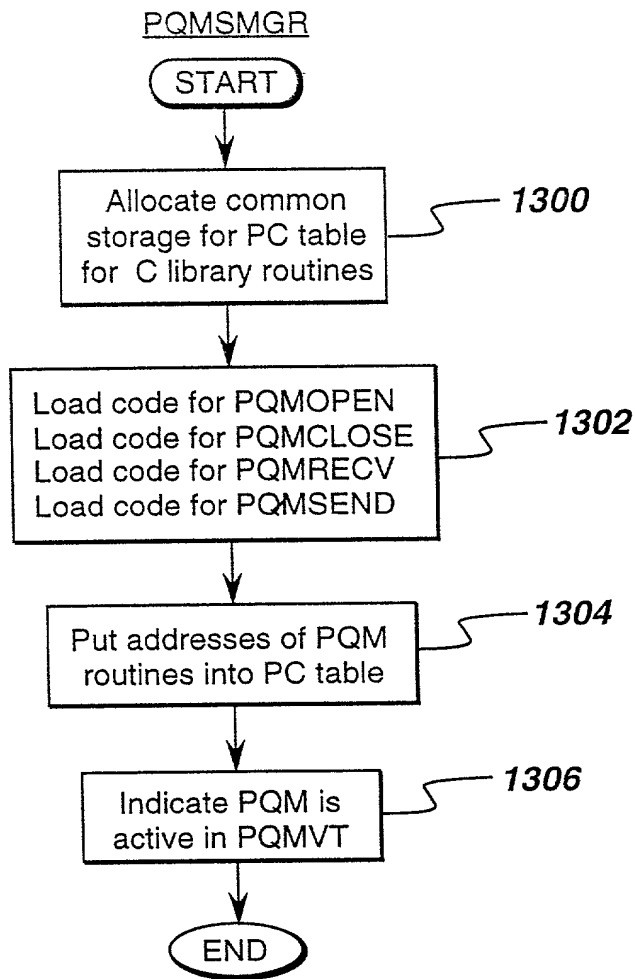 PQMSMGR
START
Allocate common
storage for PC table
for C library routines
1300
Load code for PQMOPEN
Load code for PQMCLOSE
Load code for PQMRECV
Load code for PQMSEND
1302
Put addresses of PQM
routines into PC table
1304
Indicate PQM is
active in PQMVT
1306
END